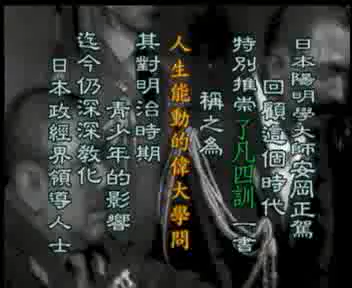 日本陽明學大師安岡正篤
回顧這個時代
特別推崇了凡四訓一書
稱之為
人生能動的偉大學問
其對明治時期
青少年的影響
迄今仍深深教化
日本政經界領導人士